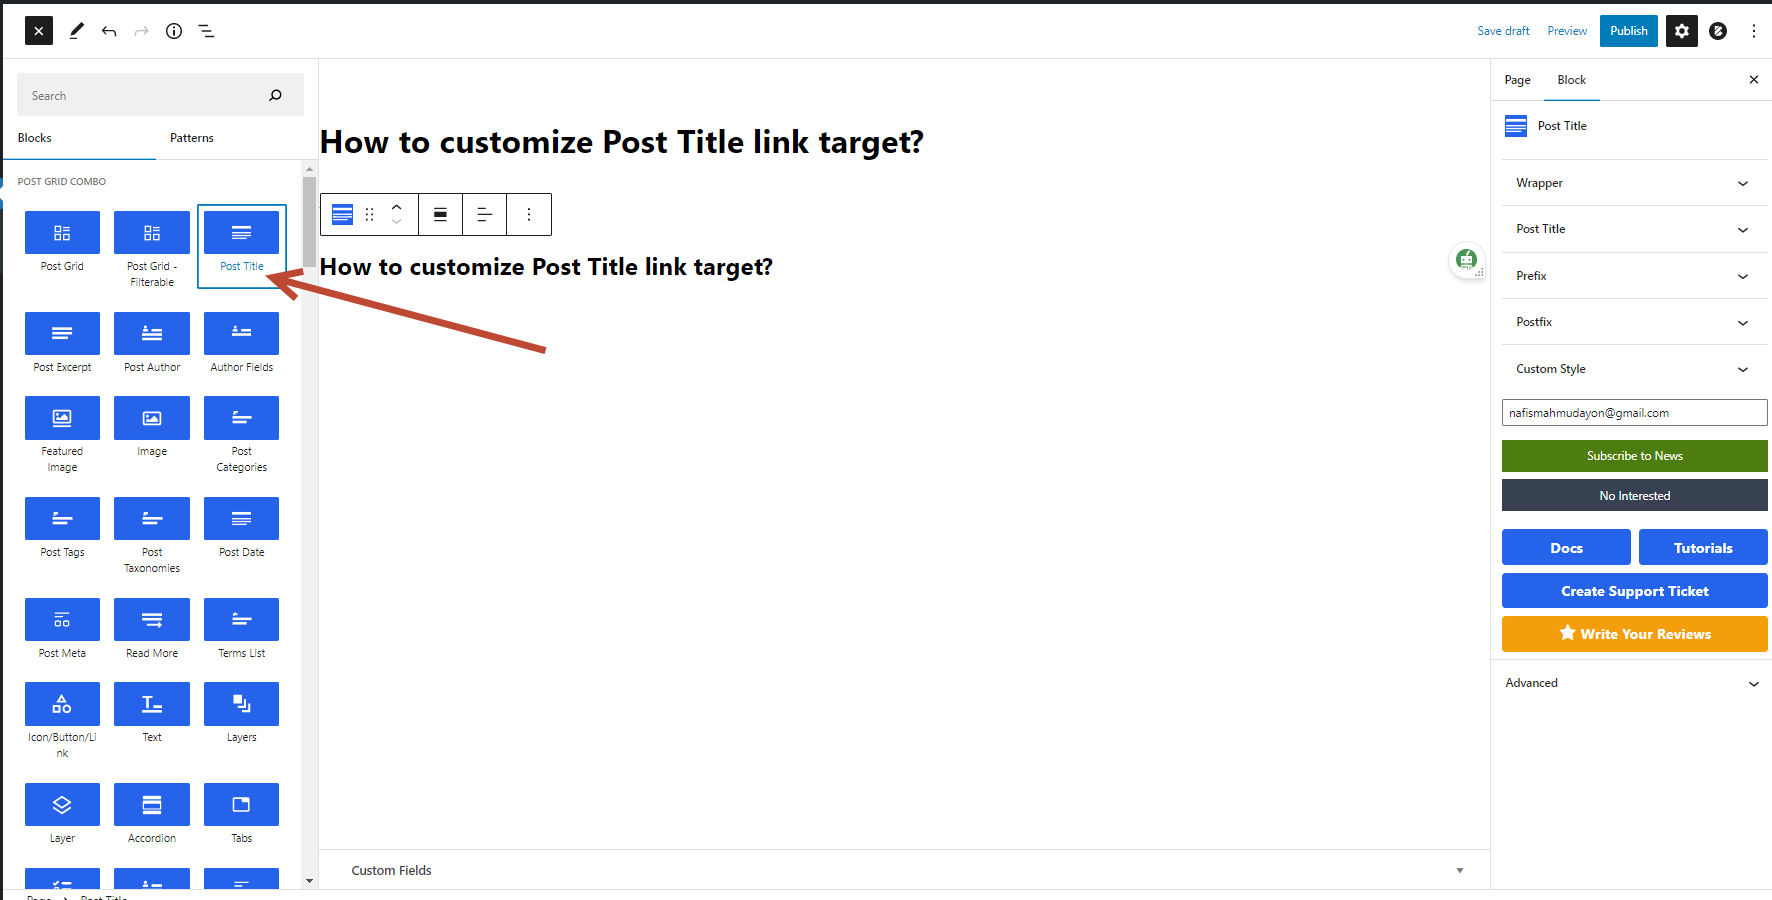 Save draft
Preview
Publish
Search
Blocks
Patterns
POST GRID COMBO
Post Grid
Post Grid -
Filterable
Post Title
Post Excerpt
Post Author
Author Fields
Featured
Image
Image
Post
Categories
Post Tags
Post
Taxonomies
Post Date
Post Meta
Read More
Terms List
Icon/Button/Li
nk
Text
Layers
Layer
Accordion
Tabs
How to customize Post Title link target?
How to customize Post Title link target?
Custom Fields
Page
Block
Post Title
Wrapper
Post Title
Prefix
Postfix
Custom Style
nafismahmudayon@gmail.com
Subscribe to News
No Interested
Docs
Tutorials
Create Support Ticket
Write Your Reviews
Advanced
Page > Post Title